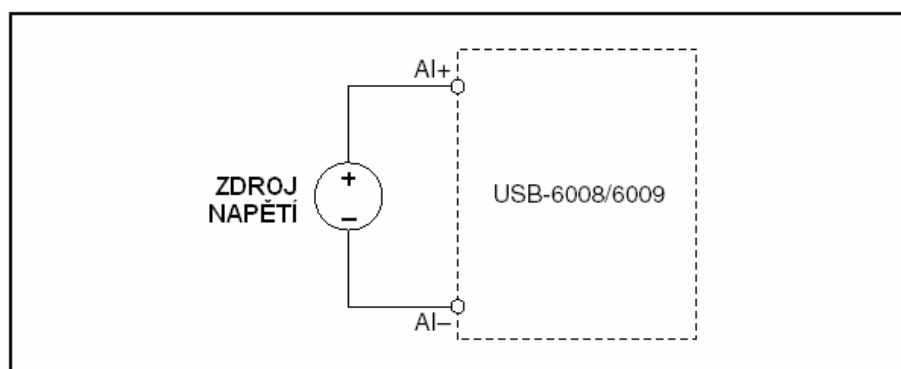 AI+
+
ZDROJ
NAPĚTÍ
–
USB-6008/6009
AI–